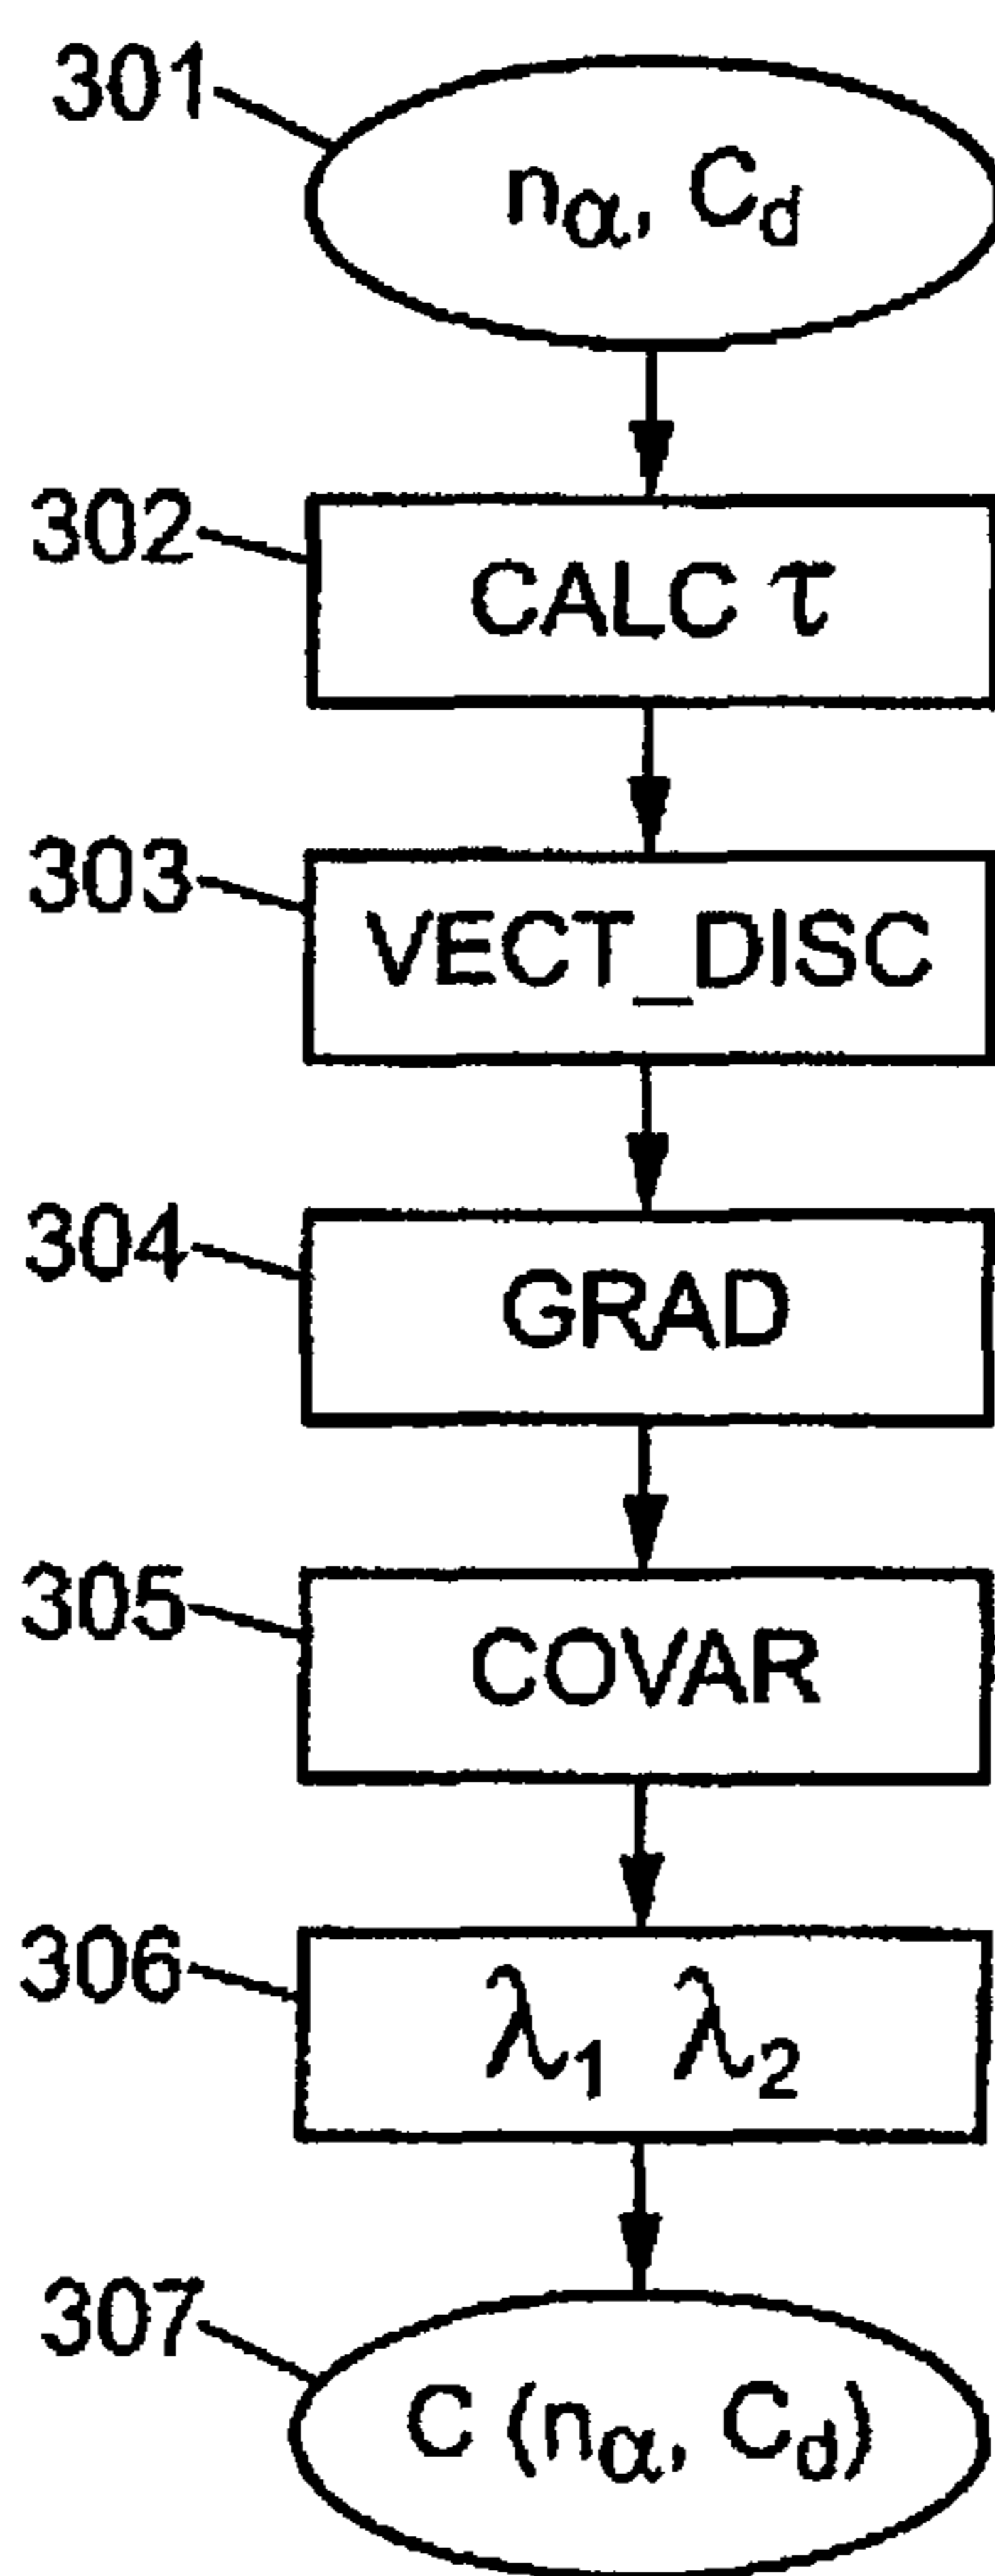 301
nα, Cd
302
CALC τ
303
VECT_DISC
304
GRAD
305
COVAR
306
λ1 λ2
307
C (nα, Cd)